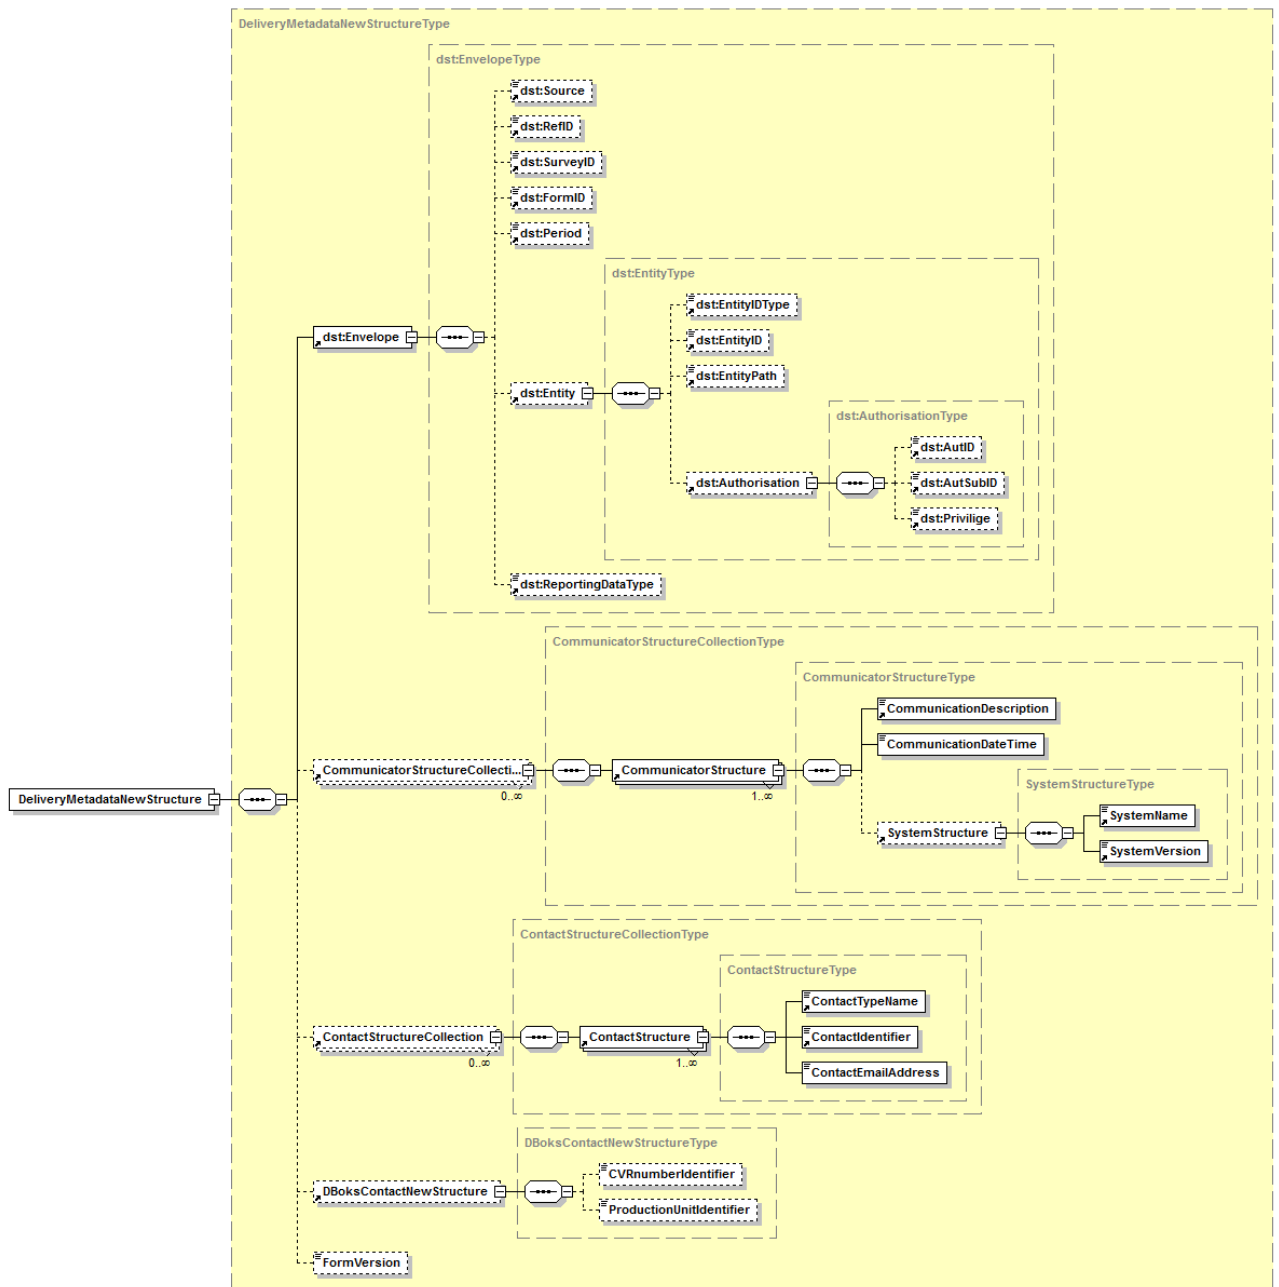 DeliveryMetadataNewStructureType
dst:EnvelopeType
dst:Source
dst:RefID
dst:SurveyID
dst:FormID
dst:Period
dst:EntityType
dst:EntityIDType
dst:Envelope
dst:EntityID
dst:EntityPath
dst:Entity
dst:AuthorisationType
dst:AutID
dst:Authorisation
dst:AutSubID
dst:Privilige
dst:ReportingDataType
CommunicatorStructureCollectionType
CommunicatorStructureType
CommunicationDescription
CommunicationDateTime
CommunicatorStructureCollecti...
0..∞
CommunicatorStructure
1..∞
SystemStructureType
DeliveryMetadataNewStructure
SystemName
SystemStructure
SystemVersion
ContactStructureCollectionType
ContactStructureType
ContactTypeName
ContactStructureCollection
0..∞
ContactStructure
1..∞
ContactIdentifier
ContactEmailAddress
DBoksContactNewStructureType
CVRnumberIdentifier
DBoksContactNewStructure
ProductionUnitIdentifier
FormVersion